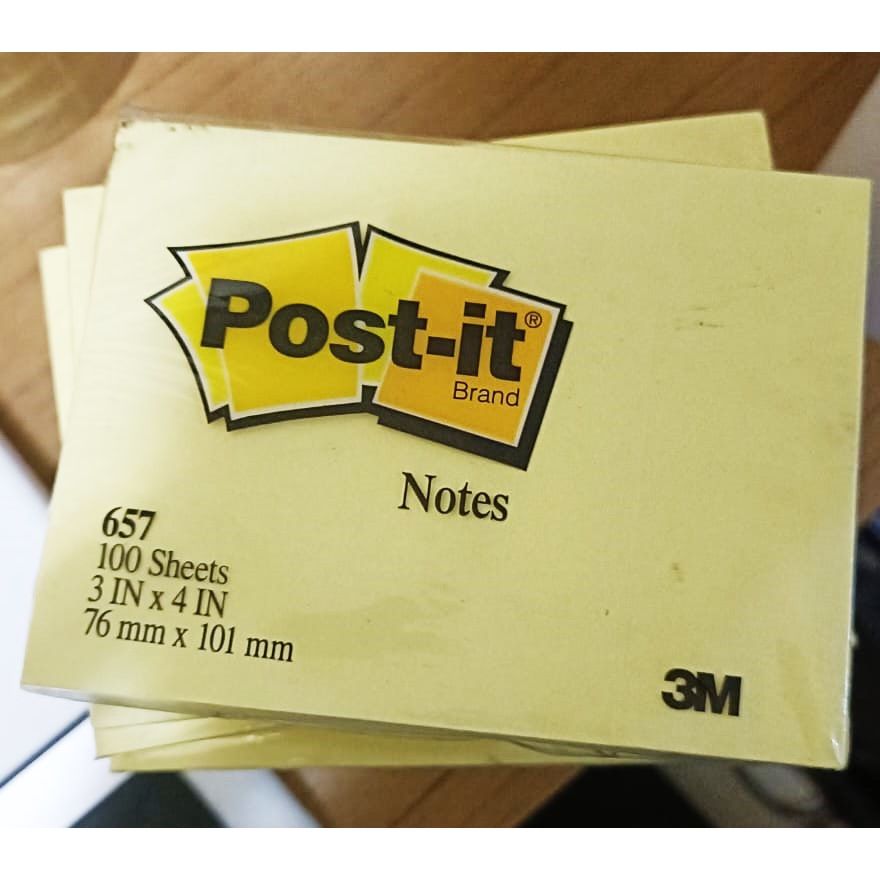 Post-it®
Brand
Notes
657
100 Sheets
3 IN x 4 IN
76 mm x 101 mm
3M